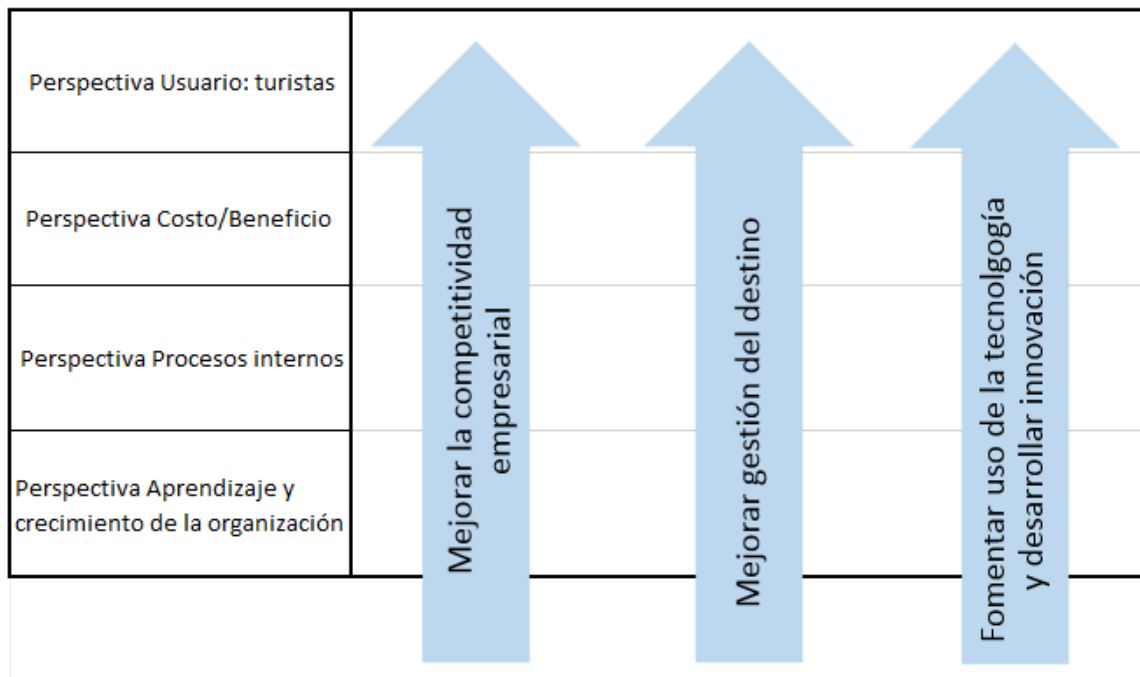 Perspectiva Usuario: turistas
Perspectiva Costo/Beneficio
Perspectiva Procesos internos
Perspectiva Aprendizaje y
crecimiento de la organización
Mejorar la competitividad
empresarial
Mejorar gestión del destino
Fomentar uso de la tecnolgogía
y desarrollar innovación